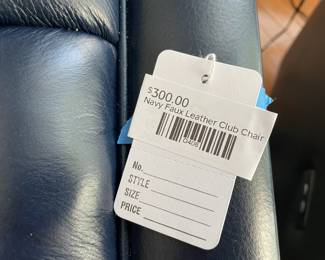 $300.00
Navy Faux Leather Club Chair
No.
STYLE
SIZE
PRICE